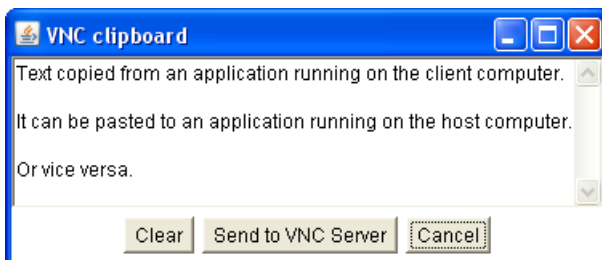 VNC clipboard
Text copied from an application running on the client computer.
It can be pasted to an application running on the host computer.
Or vice versa.
Clear Send to VNC Server Cancel